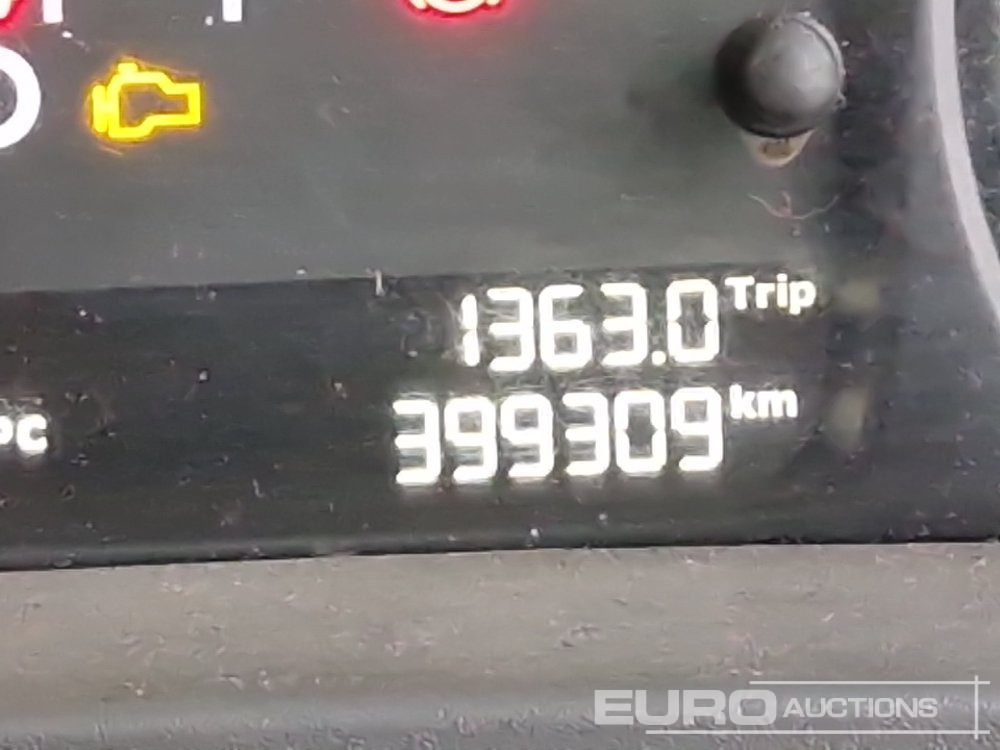 1363.0 Trip
°C
399309 km
EURO AUCTIONS